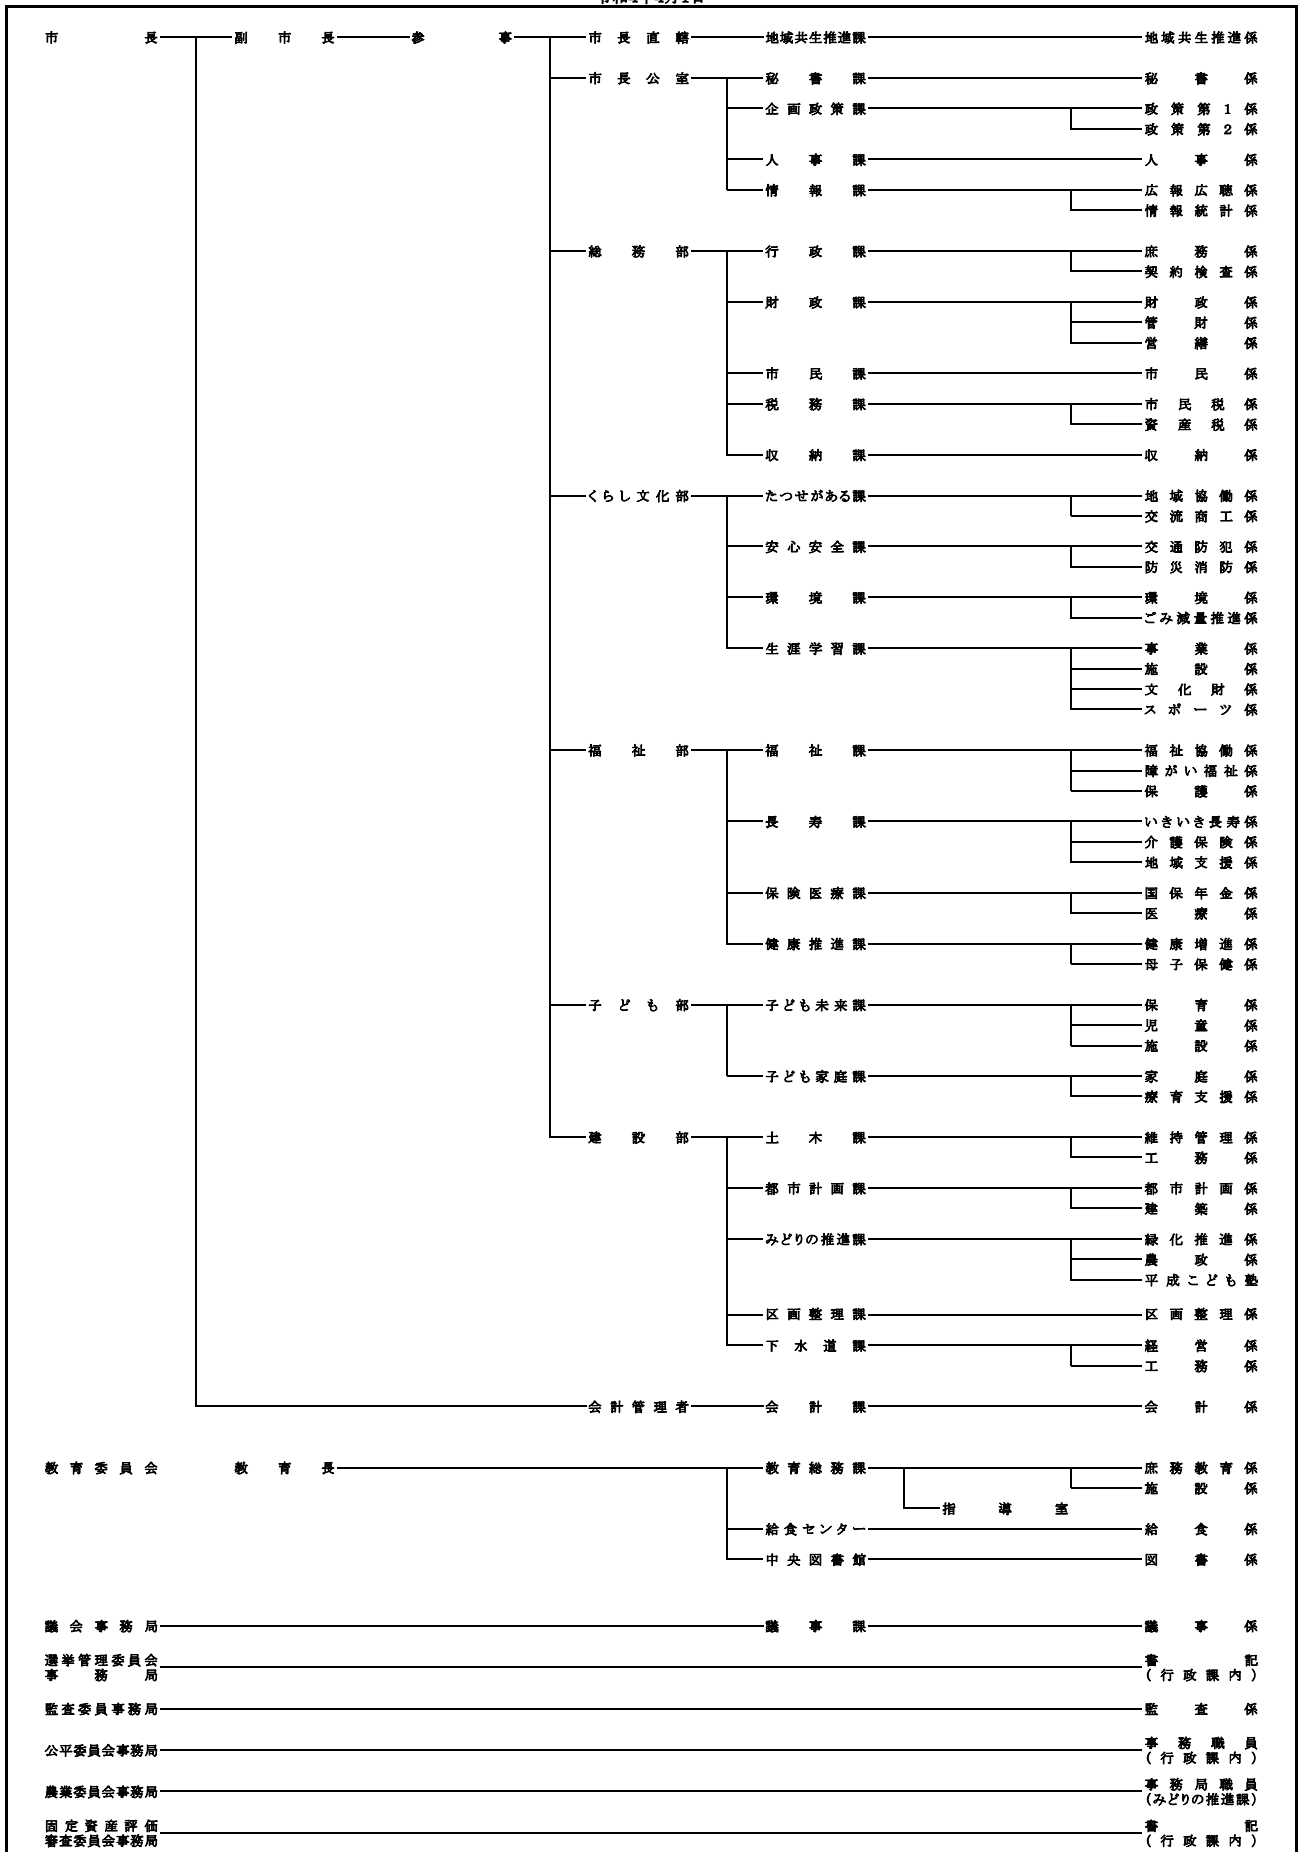 市長 副市長 参事 市長直轄 地域共生推進課 地域共生推進係
市長公室 秘書課 秘書係
企画政策課 政策第1係
政策第2係
人事課 人事係
情報課 広報広聴係
情報統計係
総務部 行政課 庶務係
契約検査係
財政課 財政係
管財係
営繕係
市民課 市民係
税務課 市民税係
資産税係
収納課 収納係
くらし文化部 たつせがある課 地域協働係
交流商工係
安心安全課 交通防犯係
防災消防係
環境課 環境係
ごみ減量推進係
生涯学習課 事業係
施設係
文化財係
スポーツ係
福祉部 福祉課 福祉協働係
障がい福祉係
保護係
長寿課 いきいき長寿係
介護保険係
地域支援係
保険医療課 国保年金係
医療係
健康推進課 健康増進係
母子保健係
子ども部 子ども未来課 保育係
児童係
施設係
子ども家庭課 家庭係
療育支援係
建設部 土木課 維持管理係
工務係
都市計画課 都市計画係
建築係
みどりの推進課 緑化推進係
農政係
平成こども塾
区画整理課 区画整理係
下水道課 経営係
工務係
会計管理者 会計課 会計係
教育委員会 教育長 教育総務課 庶務教育係
施設係
指導室
給食センター 給食係
中央図書館 図書係
議会事務局 議事課 議事係
選挙管理委員会 書記
事務局 (行政課内)
監査委員事務局 監査係
公平委員会事務局 事務職員
(行政課内)
農業委員会事務局 事務局職員
(みどりの推進課)
固定資産評価 書記
審査委員会事務局 (行政課内)